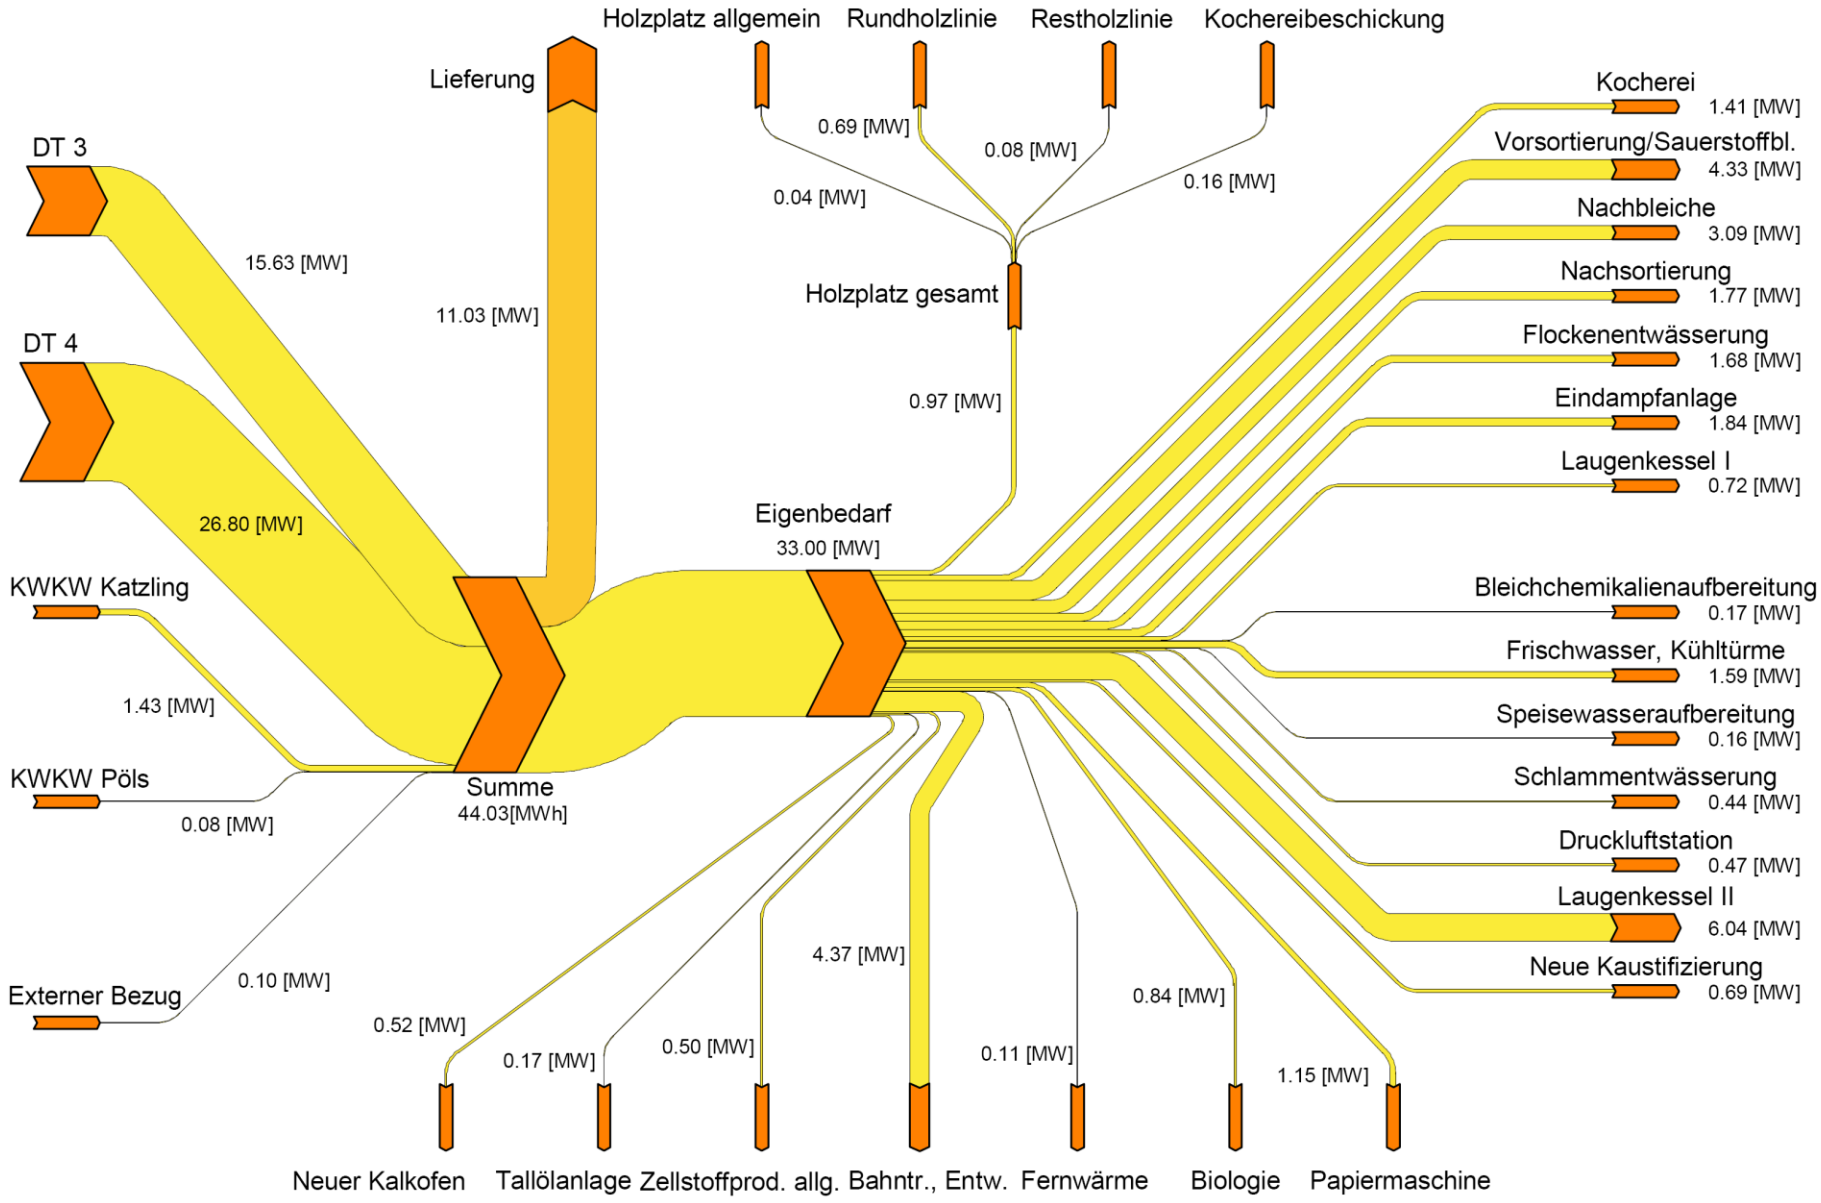 Holzplatz allgemein
Rundholzlinie
Restholzlinie
Kochereibeschickung
Lieferung
0.69 [MW]
0.08 [MW]
0.04 [MW]
0.16 [MW]
DT 3
15.63 [MW]
11.03 [MW]
Holzplatz gesamt
0.97 [MW]
DT 4
26.80 [MW]
Eigenbedarf
33.00 [MW]
KWKW Katzling
1.43 [MW]
KWKW Pöls
0.08 [MW]
Summe
44.03[MWh]
Externer Bezug
0.10 [MW]
Kocherei
1.41 [MW]
Vorsortierung/Sauerstoffbl.
4.33 [MW]
Nachbleiche
3.09 [MW]
Nachsortierung
1.77 [MW]
Flockenentwässerung
1.68 [MW]
Eindampfanlage
1.84 [MW]
Laugenkessel I
0.72 [MW]
Bleichchemikalienaufbereitung
0.17 [MW]
Frischwasser, Kühltürme
1.59 [MW]
Speisewasseraufbereitung
0.16 [MW]
Schlammentwässerung
0.44 [MW]
Druckluftstation
0.47 [MW]
Laugenkessel II
6.04 [MW]
Neue Kaustifizierung
0.69 [MW]
0.52 [MW]
0.17 [MW]
0.50 [MW]
4.37 [MW]
0.11 [MW]
0.84 [MW]
1.15 [MW]
Neuer Kalkofen
Tallölanlage
Zellstoffprod. allg.
Bahntr., Entw.
Fernwärme
Biologie
Papiermaschine